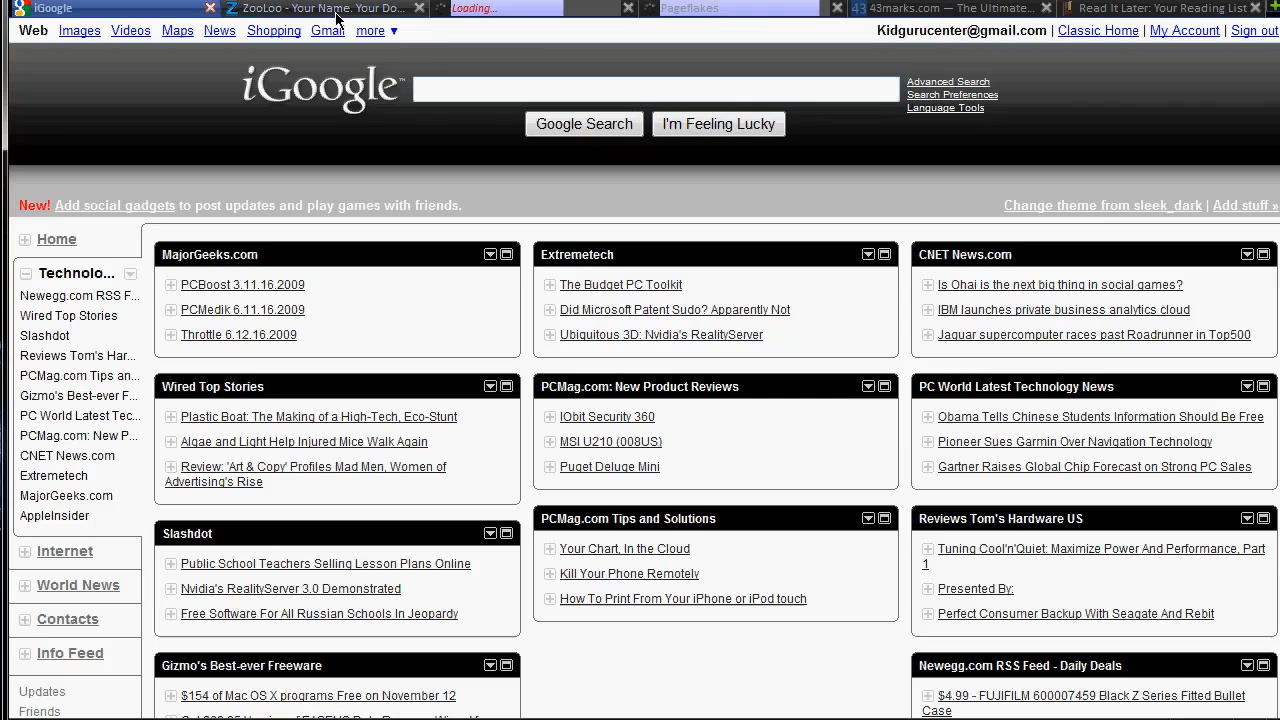 iGoogle
ZooLoo - Your Name. Your Do...
Loading...
Pageflakes
43marks.com — The Ultimate...
Read It Later: Your Reading List
Web Images Videos Maps News Shopping Gmail more ▼
Kidgurucenter@gmail.com | Classic Home | My Account | Sign out
iGoogle™
Advanced Search
Search Preferences
Language Tools
Google Search I'm Feeling Lucky
New! Add social gadgets to post updates and play games with friends.
Change theme from sleek_dark | Add stuff »
Home
Technolo...
Newegg.com RSS F...
Wired Top Stories
Slashdot
Reviews Tom's Har...
PCMag.com Tips an...
Gizmo's Best-ever F...
PC World Latest Tec...
PCMag.com: New P...
CNET News.com
Extremetech
MajorGeeks.com
AppleInsider
Internet
World News
Contacts
Info Feed
Updates
Friends
MajorGeeks.com
PCBoost 3.11.16.2009
PCMedik 6.11.16.2009
Throttle 6.12.16.2009
Wired Top Stories
Plastic Boat: The Making of a High-Tech, Eco-Stunt
Algae and Light Help Injured Mice Walk Again
Review: 'Art & Copy' Profiles Mad Men, Women of
Advertising's Rise
Slashdot
Public School Teachers Selling Lesson Plans Online
Nvidia's RealityServer 3.0 Demonstrated
Free Software For All Russian Schools In Jeopardy
Gizmo's Best-ever Freeware
$154 of Mac OS X programs Free on November 12
Extremetech
The Budget PC Toolkit
Did Microsoft Patent Sudo? Apparently Not
Ubiquitous 3D: Nvidia's RealityServer
PCMag.com: New Product Reviews
IObit Security 360
MSI U210 (008US)
Puget Deluge Mini
PCMag.com Tips and Solutions
Your Chart, In the Cloud
Kill Your Phone Remotely
How To Print From Your iPhone or iPod touch
CNET News.com
Is Ohai is the next big thing in social games?
IBM launches private business analytics cloud
Jaguar supercomputer races past Roadrunner in Top500
PC World Latest Technology News
Obama Tells Chinese Students Information Should Be Free
Pioneer Sues Garmin Over Navigation Technology
Gartner Raises Global Chip Forecast on Strong PC Sales
Reviews Tom's Hardware US
Tuning Cool'n'Quiet: Maximize Power And Performance, Part
1
Presented By:
Perfect Consumer Backup With Seagate And Rebit
Newegg.com RSS Feed - Daily Deals
$4.99 - FUJIFILM 600007459 Black Z Series Fitted Bullet
Case